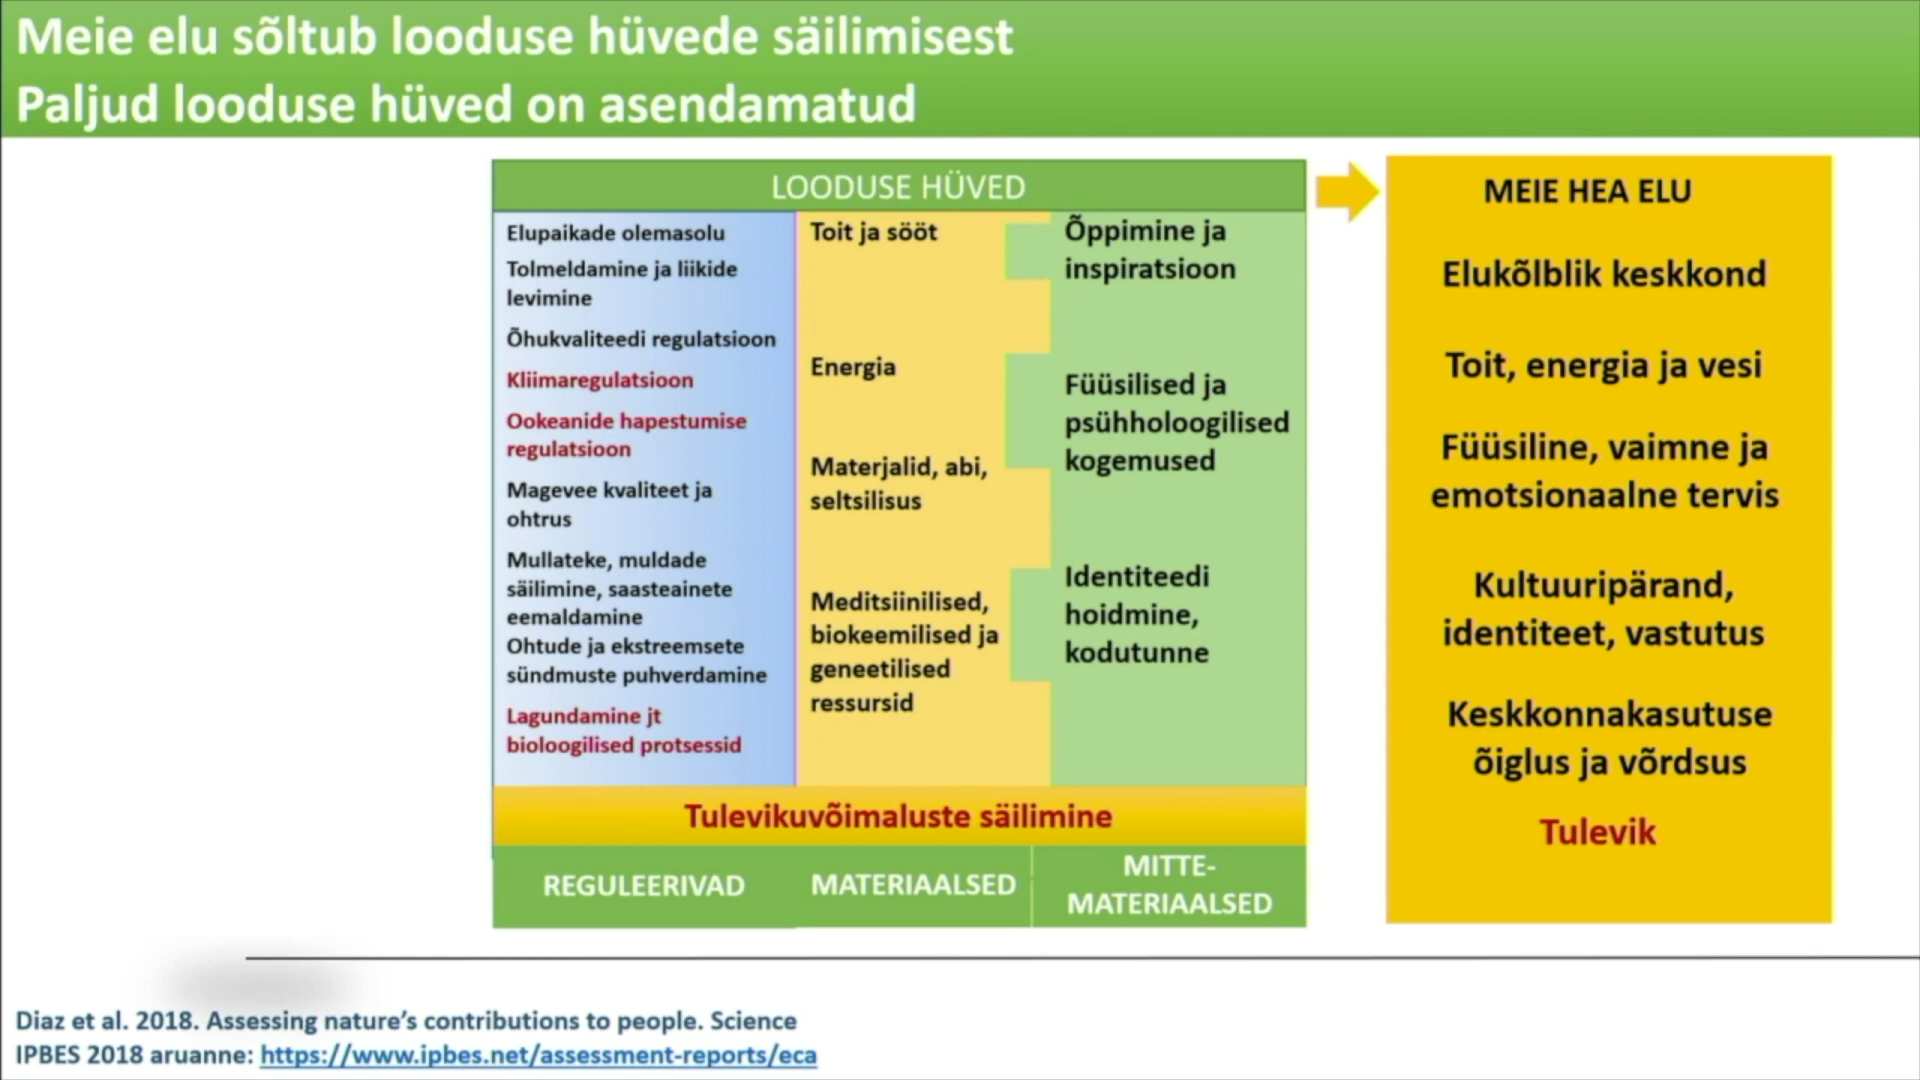 Meie elu sõltub looduse hüvede säilimisest
Paljud looduse hüved on asendamatud
LOODUSE HÜVED
Elupaikade olemasolu
Tolmeldamine ja liikide
levimine
Õhukvaliteedi regulatsioon
Kliimaregulatsioon
Ookeanide hapestumise
regulatsioon
Magevee kvaliteet ja
ohtrus
Mullateke, muldade
säilimine, saasteainete
eemaldamine
Ohtude ja ekstreemsete
sündmuste puhverdamine
Lagundamine jt
bioloogilised protsessid
Toit ja sööt
Energia
Materjalid, abi,
seltsilisus
Meditsiinilised,
biokeemilised ja
geneetilised
ressursid
Õppimine ja
inspiratsioon
Füüsilised ja
psühholoogilised
kogemused
Identiteedi
hoidmine,
kodutunne
Tulevikuvõimaluste säilimine
REGULEERIVAD
MATERIAALSED
MITTE-
MATERIAALSED
MEIE HEA ELU
Elukõlblik keskkond
Toit, energia ja vesi
Füüsiline, vaimne ja
emotsionaalne tervis
Kultuuripärand,
identiteet, vastutus
Keskkonnakasutuse
õiglus ja võrdsus
Tulevik
Diaz et al. 2018. Assessing nature’s contributions to people. Science
IPBES 2018 aruanne: https://www.ipbes.net/assessment-reports/eca